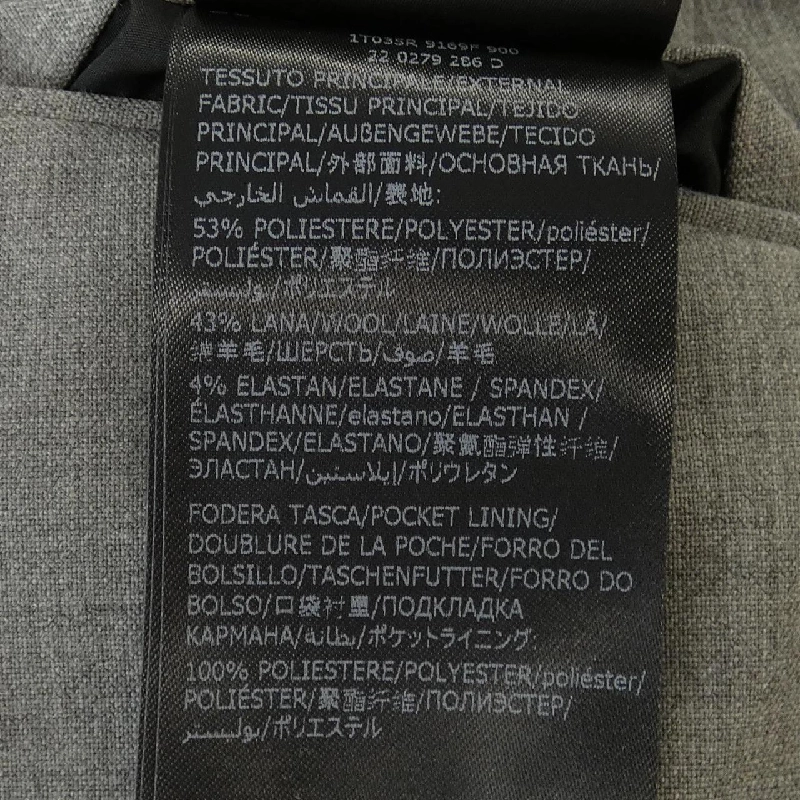 1T035R 9169F 900
22 0279 286 D
TESSUTO PRINCIPALE/EXTERNAL
FABRIC/TISSU PRINCIPAL/TEJIDO
PRINCIPAL/AUßENGEWEBE/TECIDO
PRINCIPAL/外部面料/ОСНОВНАЯ ТКАНЬ/
القماش الخارجي/表地:
53% POLIESTERE/POLYESTER/poliéster/
POLIÉSTER/聚酯纤维/ПОЛИЭСТЕР/
بوليستر/ポリエステル
43% LANA/WOOL/LAINE/WOLLE/LÃ/
绵羊毛/ШЕРСТЬ/صوف/羊毛
4% ELASTAN/ELASTANE / SPANDEX/
ÉLASTHANNE/elastano/ELASTHAN /
SPANDEX/ELASTANO/聚氨酯弹性纤维/
ЭЛАСТАН/إيلاستين/ポリウレタン
FODERA TASCA/POCKET LINING/
DOUBLURE DE LA POCHE/FORRO DEL
BOLSILLO/TASCHENFUTTER/FORRO DO
BOLSO/口袋衬里/ПОДКЛАДКА
КАРМАНА/بطانة/ポケットライニング:
100% POLIESTERE/POLYESTER/poliéster/
POLIÉSTER/聚酯纤维/ПОЛИЭСТЕР/
بوليستر/ポリエステル